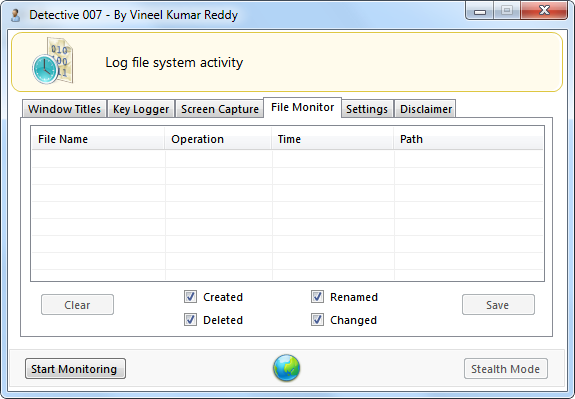 Detective 007 - By Vineel Kumar Reddy
010
Log file system activity
Window Titles Key Logger Screen Capture File Monitor Settings Disclaimer
File Name Operation Time Path
Clear Created Renamed Save
Deleted Changed
Start Monitoring Stealth Mode